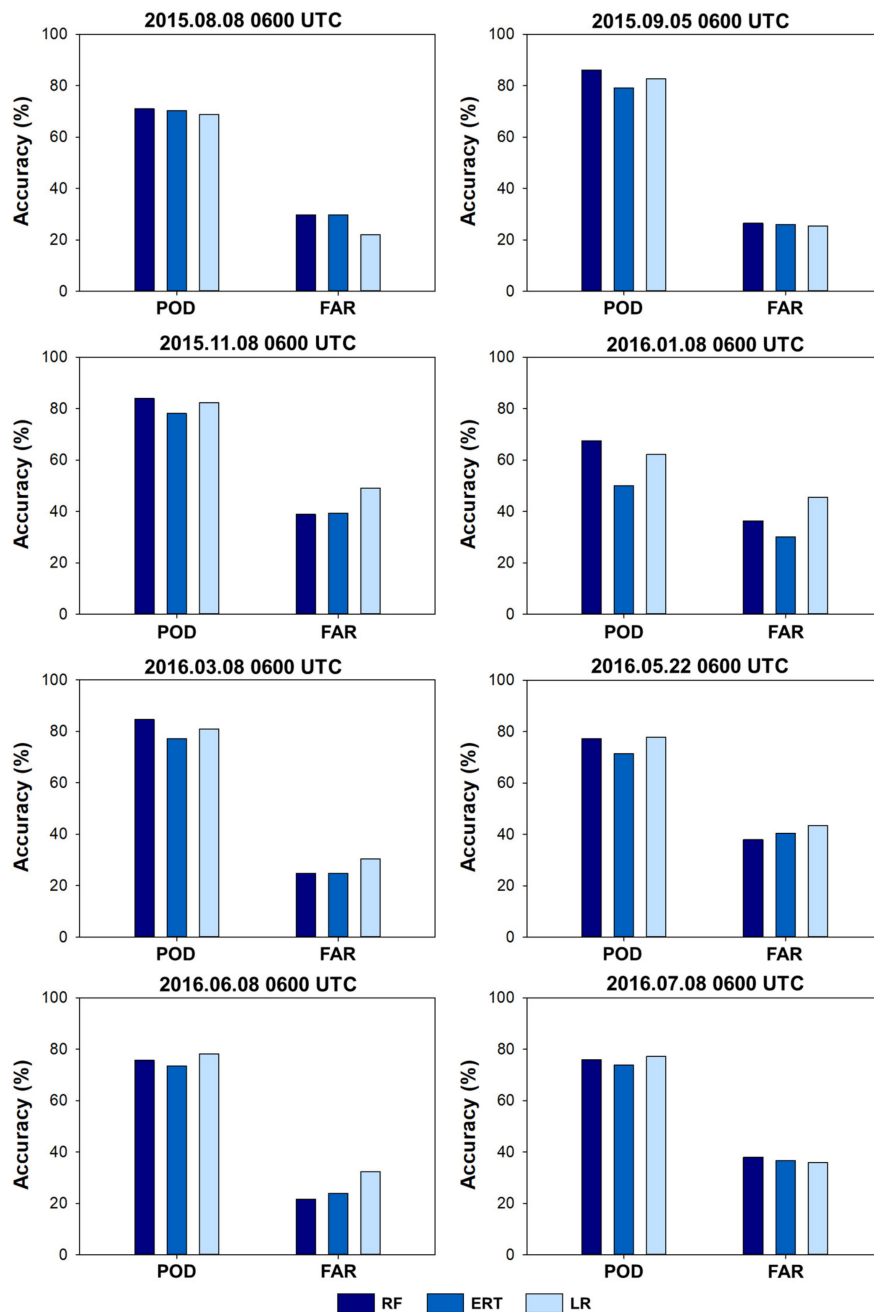 2015.08.08 0600 UTC
100
80
60
40
20
0
Accuracy (%)
POD FAR
2015.09.05 0600 UTC
100
80
60
40
20
0
Accuracy (%)
POD FAR
2015.11.08 0600 UTC
100
80
60
40
20
0
Accuracy (%)
POD FAR
2016.01.08 0600 UTC
100
80
60
40
20
0
Accuracy (%)
POD FAR
2016.03.08 0600 UTC
100
80
60
40
20
0
Accuracy (%)
POD FAR
2016.05.22 0600 UTC
100
80
60
40
20
0
Accuracy (%)
POD FAR
2016.06.08 0600 UTC
100
80
60
40
20
0
Accuracy (%)
POD FAR
2016.07.08 0600 UTC
100
80
60
40
20
0
Accuracy (%)
POD FAR
RF ERT LR